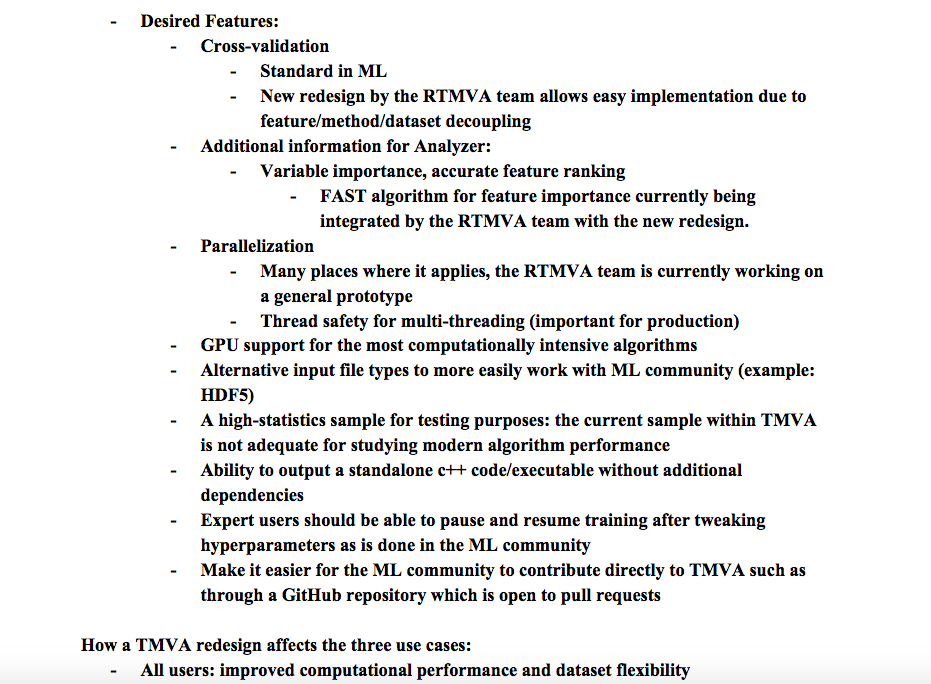 - Desired Features:
- Cross-validation
- Standard in ML
- New redesign by the RTMVA team allows easy implementation due to
feature/method/dataset decoupling
- Additional information for Analyzer:
- Variable importance, accurate feature ranking
- FAST algorithm for feature importance currently being
integrated by the RTMVA team with the new redesign.
- Parallelization
- Many places where it applies, the RTMVA team is currently working on
a general prototype
- Thread safety for multi-threading (important for production)
- GPU support for the most computationally intensive algorithms
- Alternative input file types to more easily work with ML community (example:
HDF5)
- A high-statistics sample for testing purposes: the current sample within TMVA
is not adequate for studying modern algorithm performance
- Ability to output a standalone c++ code/executable without additional
dependencies
- Expert users should be able to pause and resume training after tweaking
hyperparameters as is done in the ML community
- Make it easier for the ML community to contribute directly to TMVA such as
through a GitHub repository which is open to pull requests
How a TMVA redesign affects the three use cases:
- All users: improved computational performance and dataset flexibility